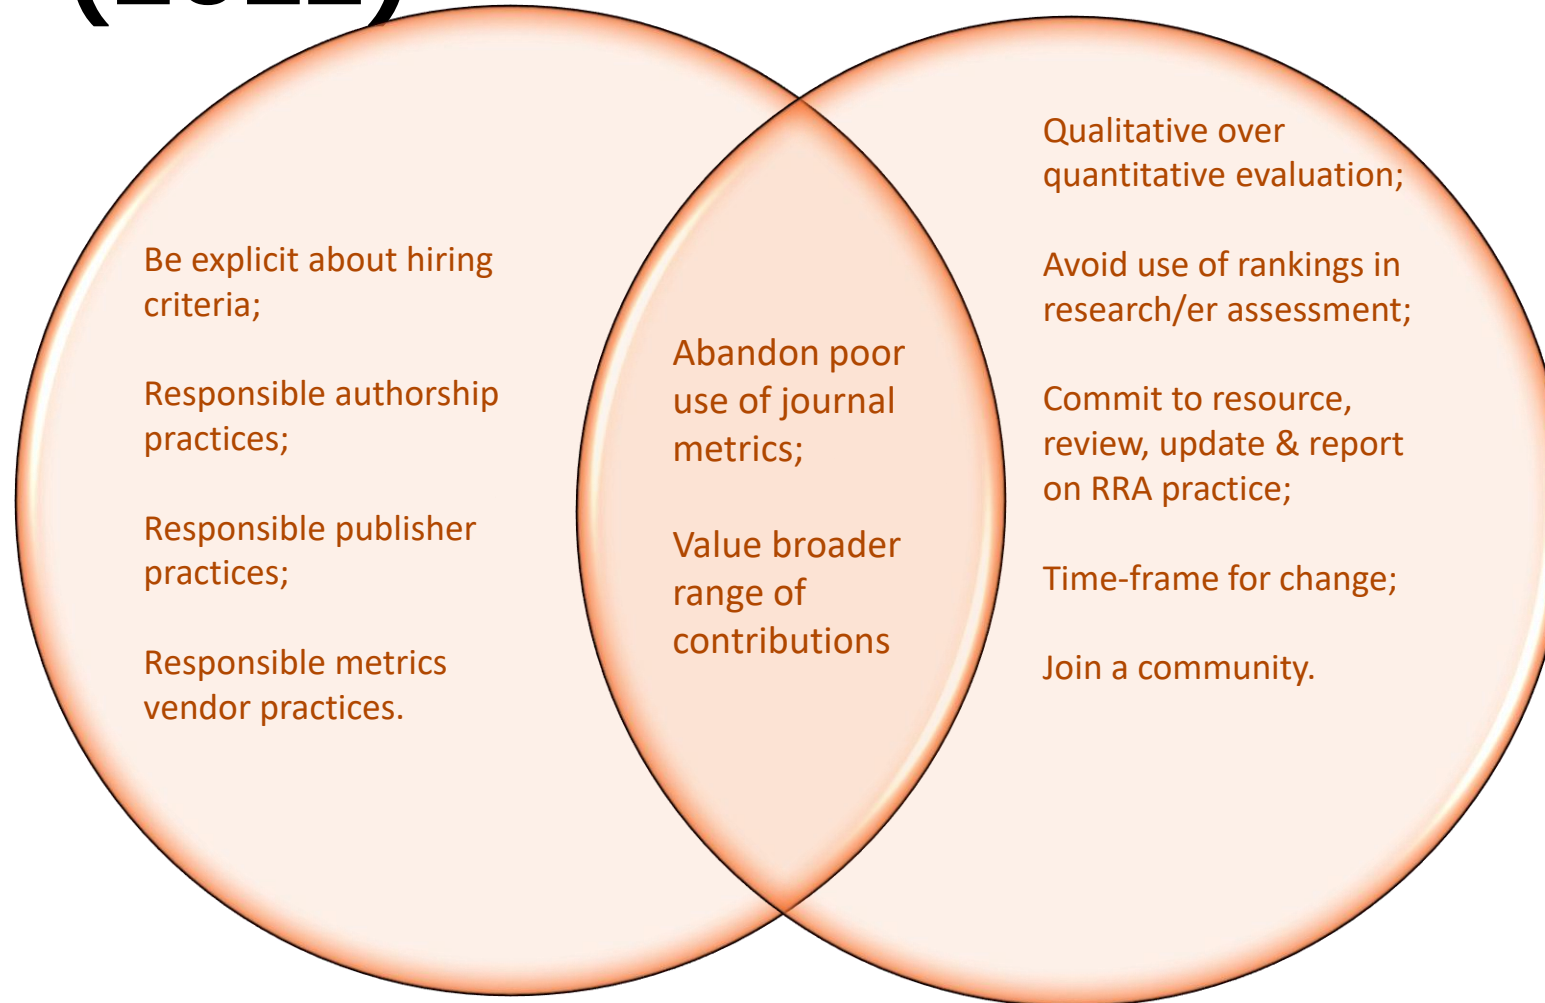 Be explicit about hiring
criteria;
Responsible authorship
practices;
Responsible publisher
practices;
Responsible metrics
vendor practices.
Abandon poor
use of journal
metrics;
Value broader
range of
contributions
Qualitative over
quantitative evaluation;
Avoid use of rankings in
research/er assessment;
Commit to resource,
review, update & report
on RRA practice;
Time-frame for change;
Join a community.